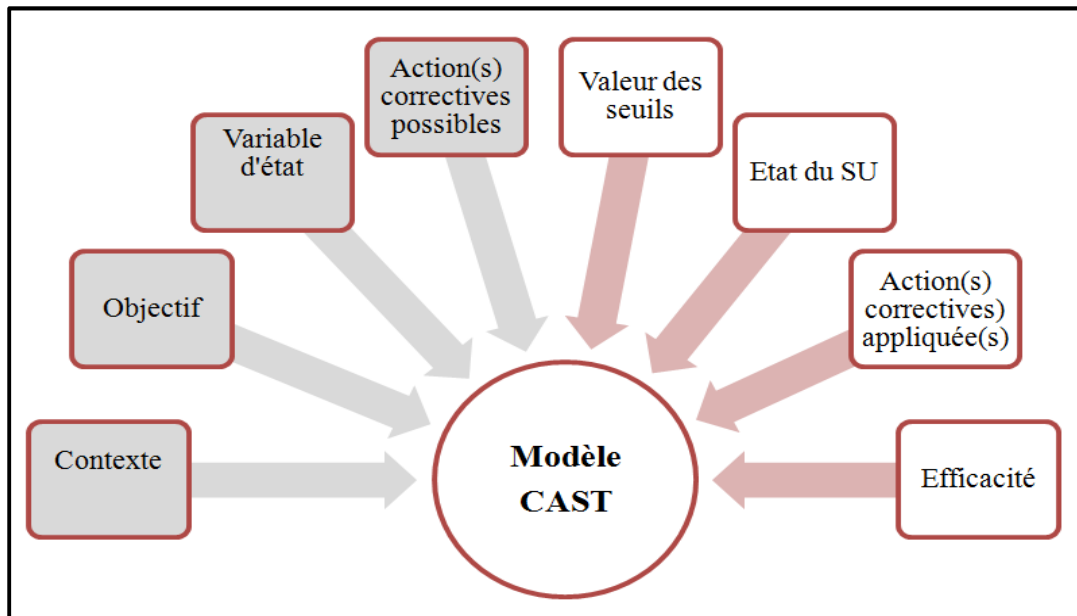 Action(s)
correctives
possibles
Valeur des
seuils
Variable
d'état
Etat du SU
Objectif
Action(s)
correctives)
appliquée(s)
Contexte
Modèle
CAST
Efficacité